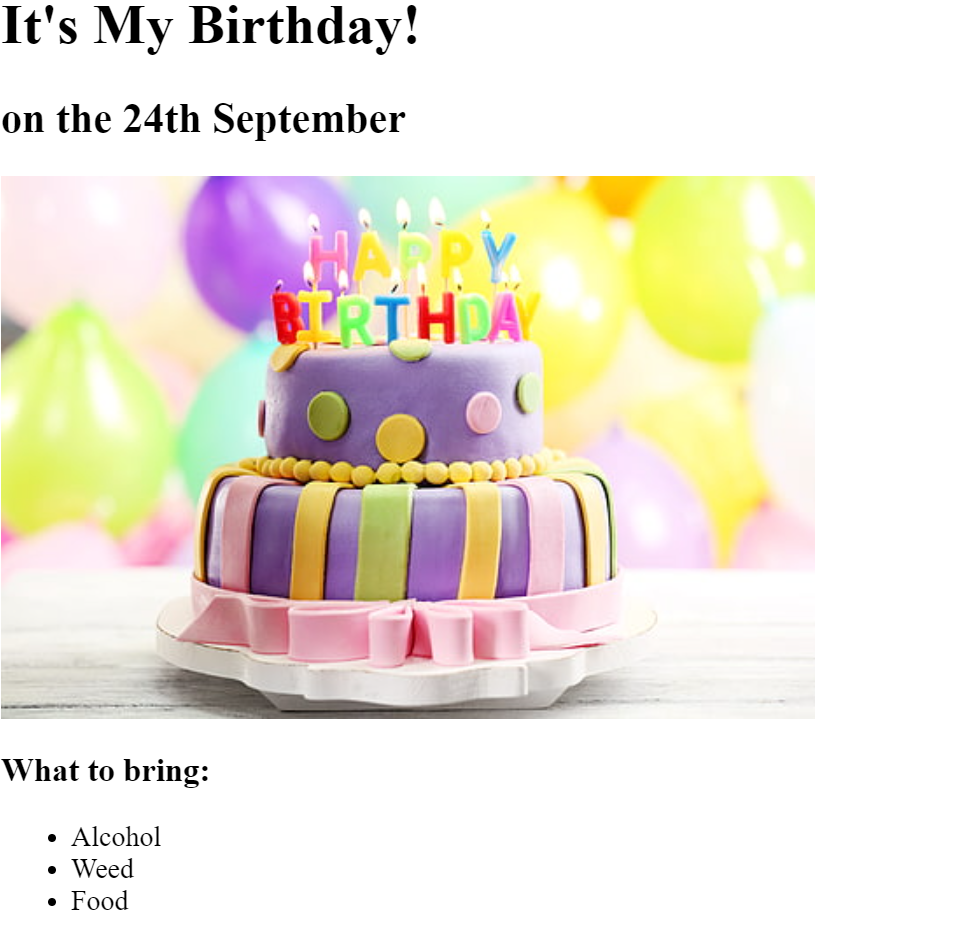 It's My Birthday!
on the 24th September
HAPPY
BIRTHDAY
What to bring:
Alcohol
Weed
Food